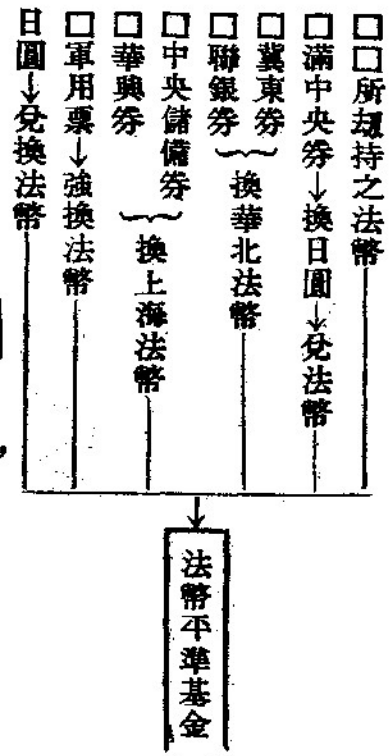 □□所劫持之法幣
□滿中央券→換日圓→兌法幣
□冀東券
□聯銀券
換華北法幣
□中央儲備券
□華興券
換上海法幣
□軍用票→強換法幣
日圓→兌換法幣
法幣平準基金